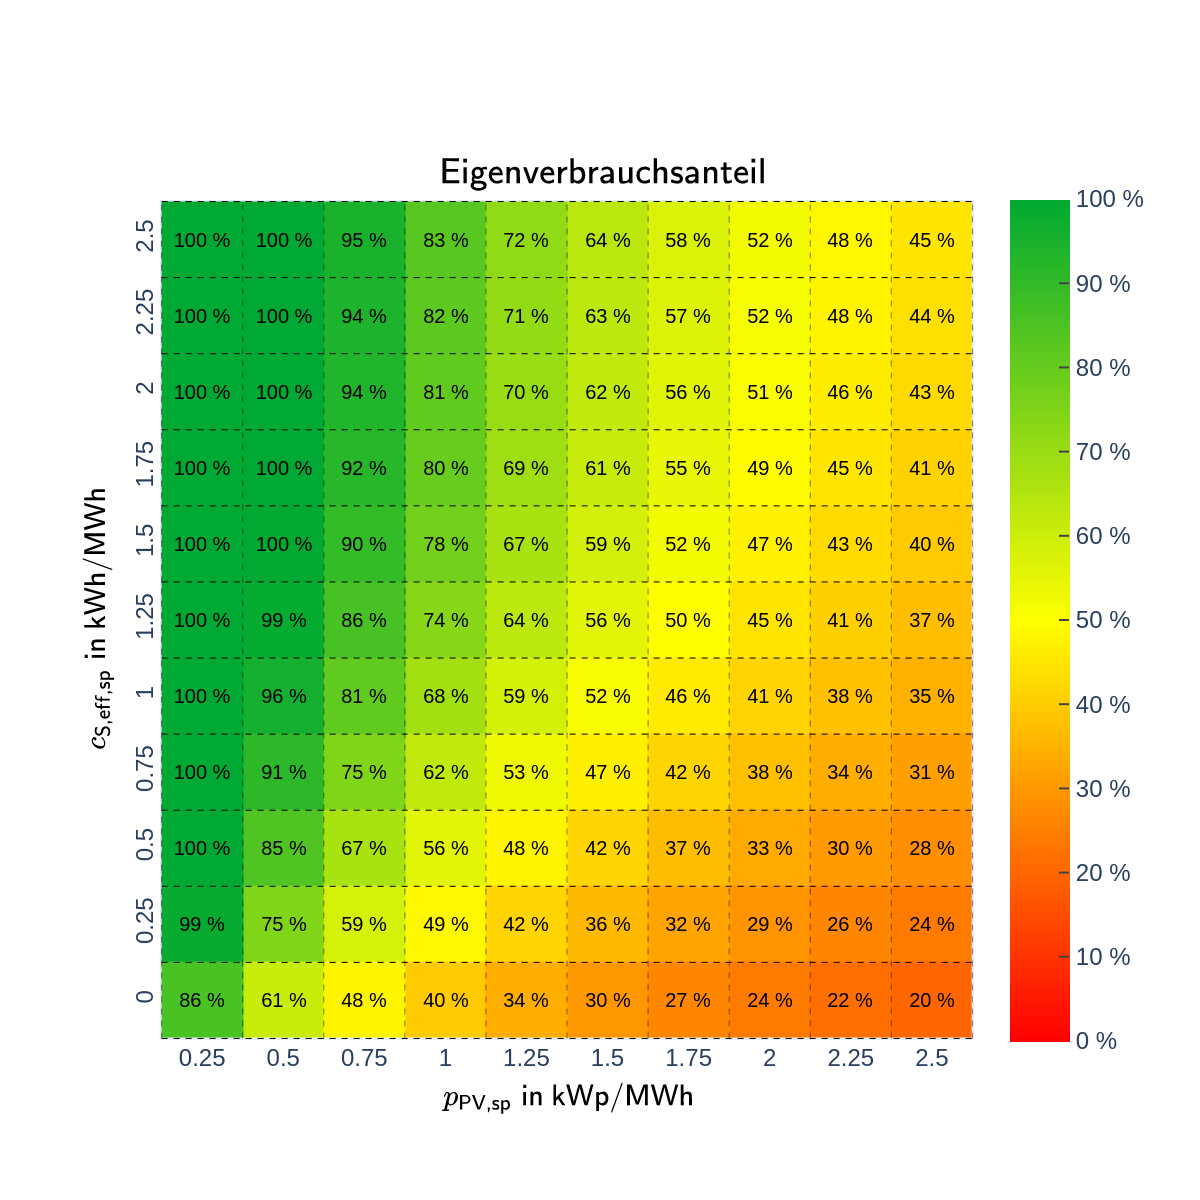 Eigenverbrauchsanteil
2.5 100 % 100 % 95 % 83 % 72 % 64 % 58 % 52 % 48 % 45 %
2.25 100 % 100 % 94 % 82 % 71 % 63 % 57 % 52 % 48 % 44 %
2 100 % 100 % 94 % 81 % 70 % 62 % 56 % 51 % 46 % 43 %
1.75 100 % 100 % 92 % 80 % 69 % 61 % 55 % 49 % 45 % 41 %
1.5 100 % 100 % 90 % 78 % 67 % 59 % 52 % 47 % 43 % 40 %
1.25 100 % 99 % 86 % 74 % 64 % 56 % 50 % 45 % 41 % 37 %
1 100 % 96 % 81 % 68 % 59 % 52 % 46 % 41 % 38 % 35 %
0.75 100 % 91 % 75 % 62 % 53 % 47 % 42 % 38 % 34 % 31 %
0.5 100 % 85 % 67 % 56 % 48 % 42 % 37 % 33 % 30 % 28 %
0.25 99 % 75 % 59 % 49 % 42 % 36 % 32 % 29 % 26 % 24 %
0 86 % 61 % 48 % 40 % 34 % 30 % 27 % 24 % 22 % 20 %
0.25 0.5 0.75 1 1.25 1.5 1.75 2 2.25 2.5
p PV,sp in kWp/MWh
c S,eff,sp in kWh/MWh
100 %
90 %
80 %
70 %
60 %
50 %
40 %
30 %
20 %
10 %
0 %